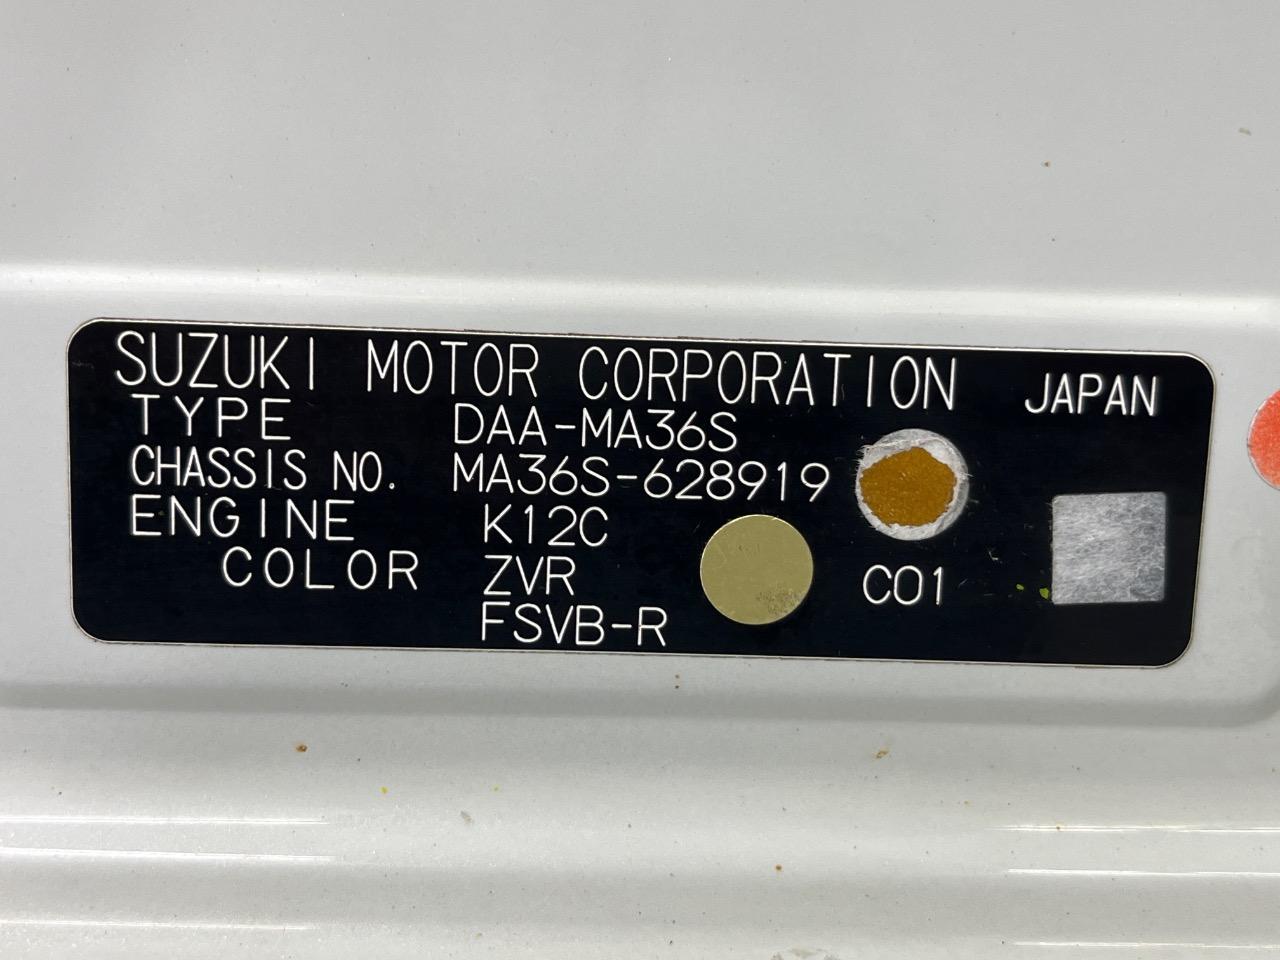 SUZUKI MOTOR CORPORATION JAPAN
TYPE DAA-MA36S
CHASSIS NO. MA36S-628919
ENGINE K12C
COLOR ZVR C01
FSVB-R